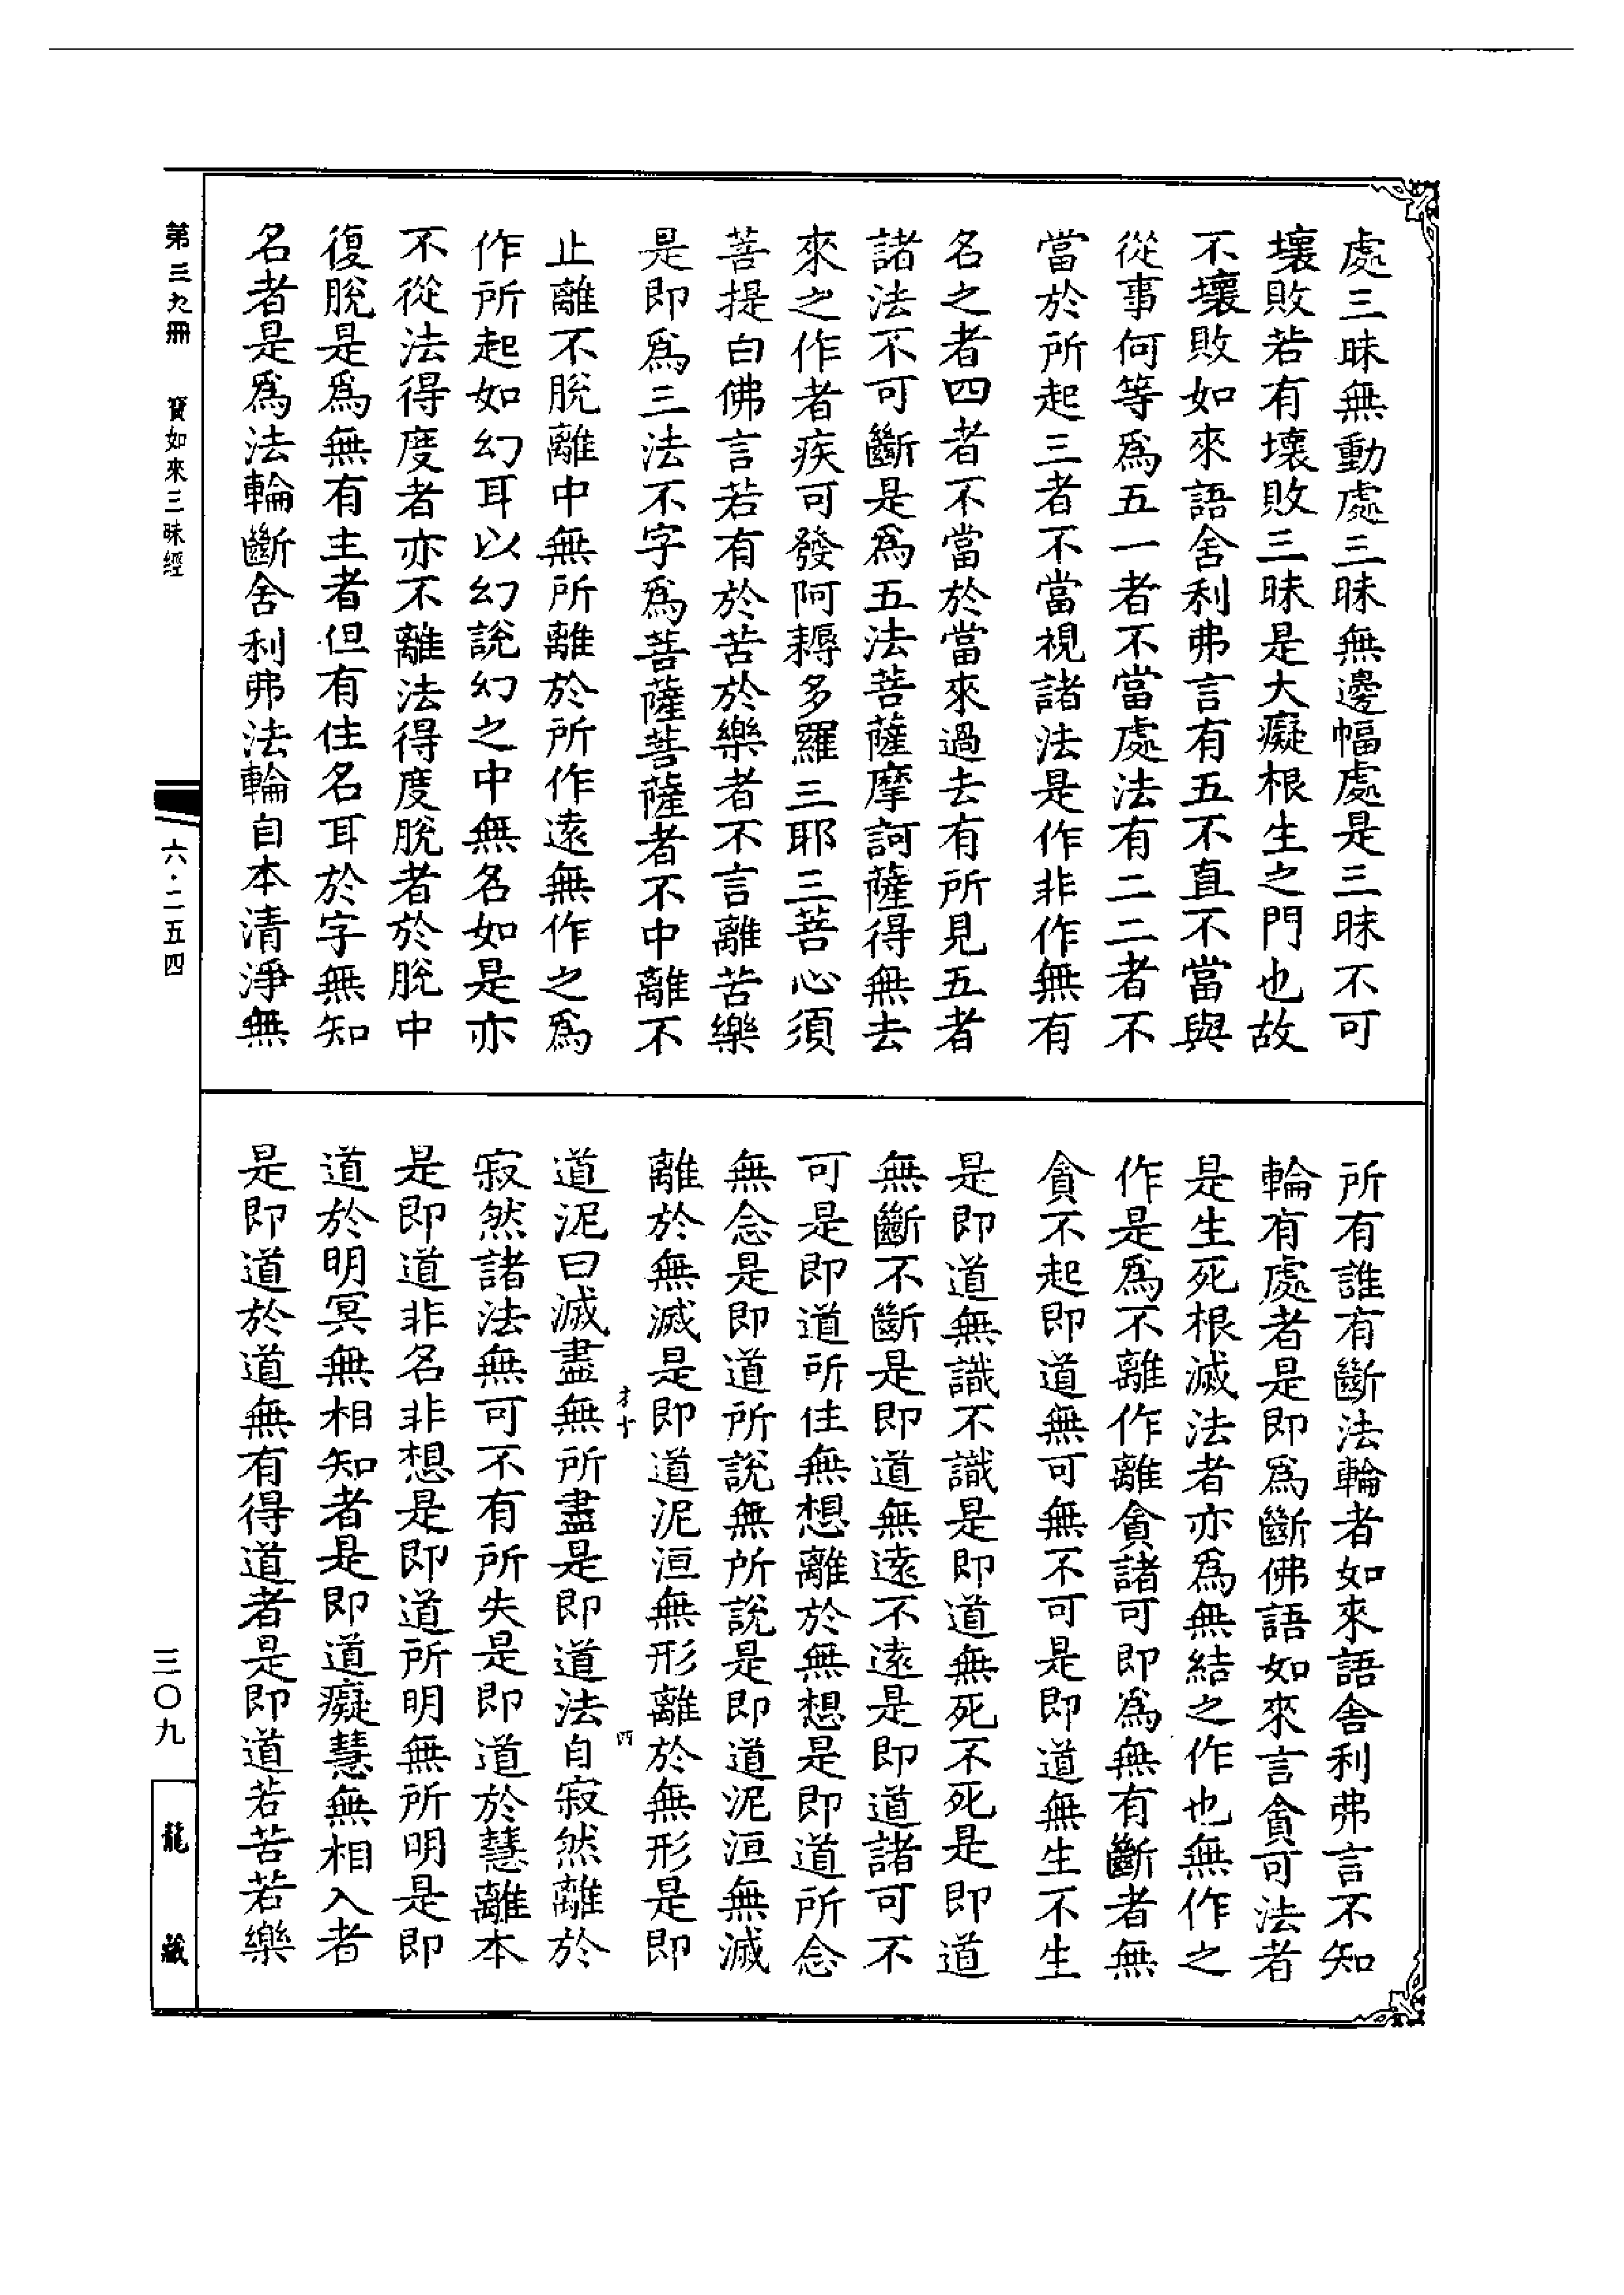 處三昧無動處三昧無邊幅處是三昧不可
壞敗若有壞敗三昧是大癡根生之門也故
不壞敗如來語舍利弗言有五不直不當與
從事何等爲五一者不當處法有二二者不
當於所起三者不當視諸法是作非作無有
名之者四者不當於當來過去有所見五者
諸法不可斷是爲五法菩薩摩訶薩得無去
來之作者疾可發阿耨多羅三耶三菩心須
菩提白佛言若有於苦於樂者不言離苦樂
是即爲三法不字爲菩薩菩薩者不中離不
止離不脫離中無所離於所作遠無作之爲
作所起如幻耳以幻說幻之中無名如是亦
不從法得度者亦不離法得度脫者於脫中
復脫是爲無有主者但有住名耳於字無知
名者是爲法輪斷舍利弗法輪自本清淨無
所有誰有斷法輪者如來語舍利弗言不知
輪有處者是即爲斷佛語如來言貪可法者
是生死根滅法者亦爲無結之作也無作之
作是爲不離作離貪諸可即爲無有斷者無
貪不起即道無可無不可是即道無生不生
是即道無識不識是即道無死不死是即道
無斷不斷是即道無遠不遠是即道諸可不
可是即道所住無想離於無想是即道所念
無念是即道所說無所說是即道泥洹無滅
離於無滅是即道泥洹無形離於無形是即
道泥曰滅盡無所盡是即道法自寂然離於
寂然諸法無可不有所失是即道於慧離本
是即道非名非想是即道所明無所明是即
道於明冥無相知者是即道癡慧無相入者
是即道於道無有得道者是即道若苦若樂
才十
四
第三九冊
寶如來三昧經
六·二五四
三〇九
龍藏